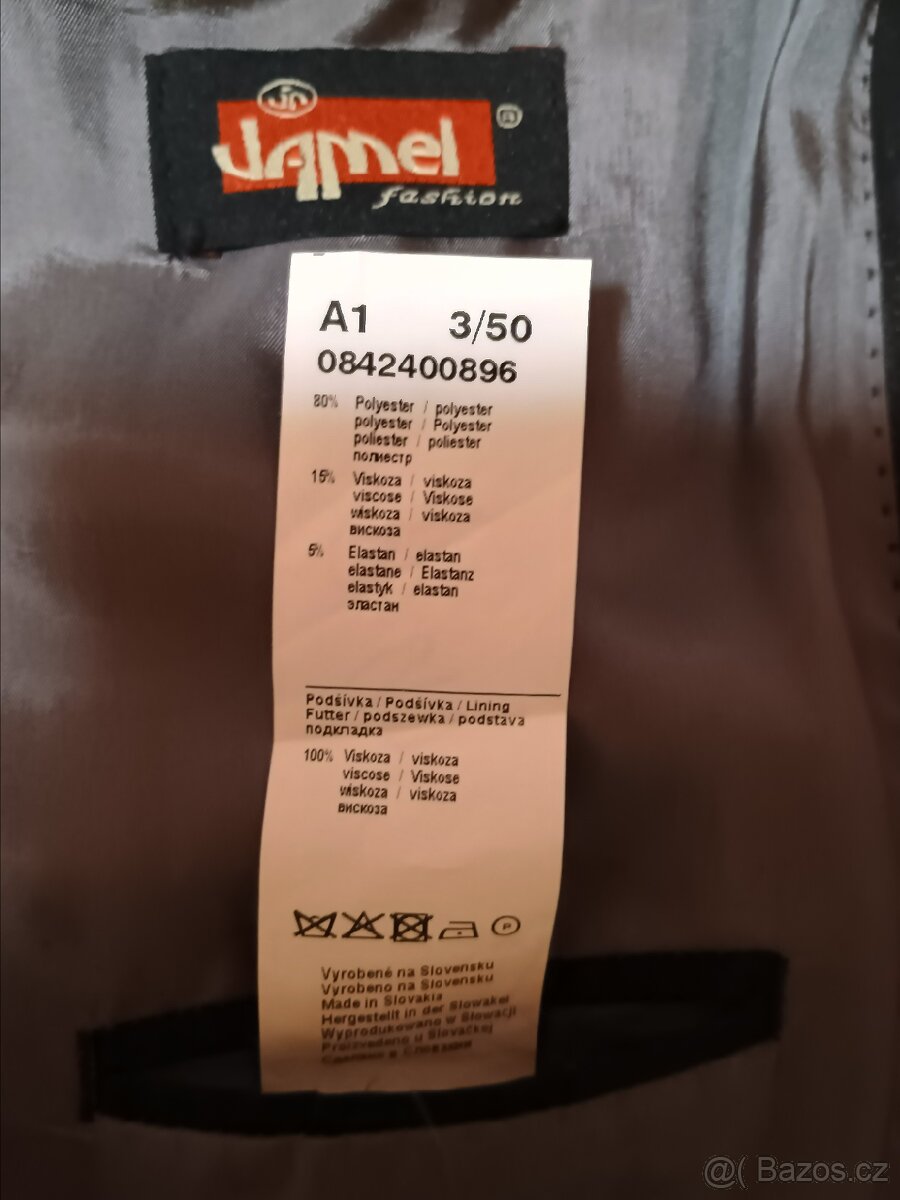 jn
Jamel ®
fashion
A1 3/50
0842400896
80% Polyester / polyester
polyester / Polyester
poliester / poliester
полиестр
15% Viskoza / viskoza
viscose / Viskose
wiskoza / viskoza
вискоза
5% Elastan / elastan
elastane / Elastanz
elastyk / elastan
эластан
Podšívka / Podšívka / Lining
Futter / podszewka / podstava
подкладка
100% Viskoza / viskoza
viscose / Viskose
wiskoza / viskoza
вискоза
P
Vyrobené na Slovensku
Vyrobeno na Slovensku
Made in Slovakia
Hergestellt in der Slowakei
Wyprodukowano w Słowacji
Proizvedeno u Slovačkoj
Сделано в Словакии
@( Bazos.cz